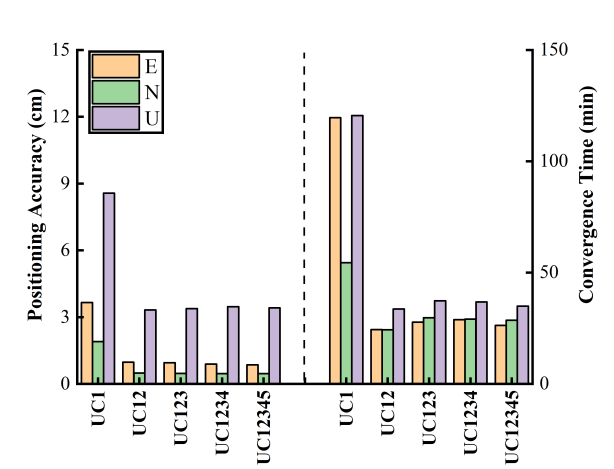 Positioning Accuracy (cm)
15
12
9
6
3
0
E
N
U
UC1
UC12
UC123
UC1234
UC12345
UC1
UC12
UC123
UC1234
UC12345
150
100
50
0
Convergence Time (min)